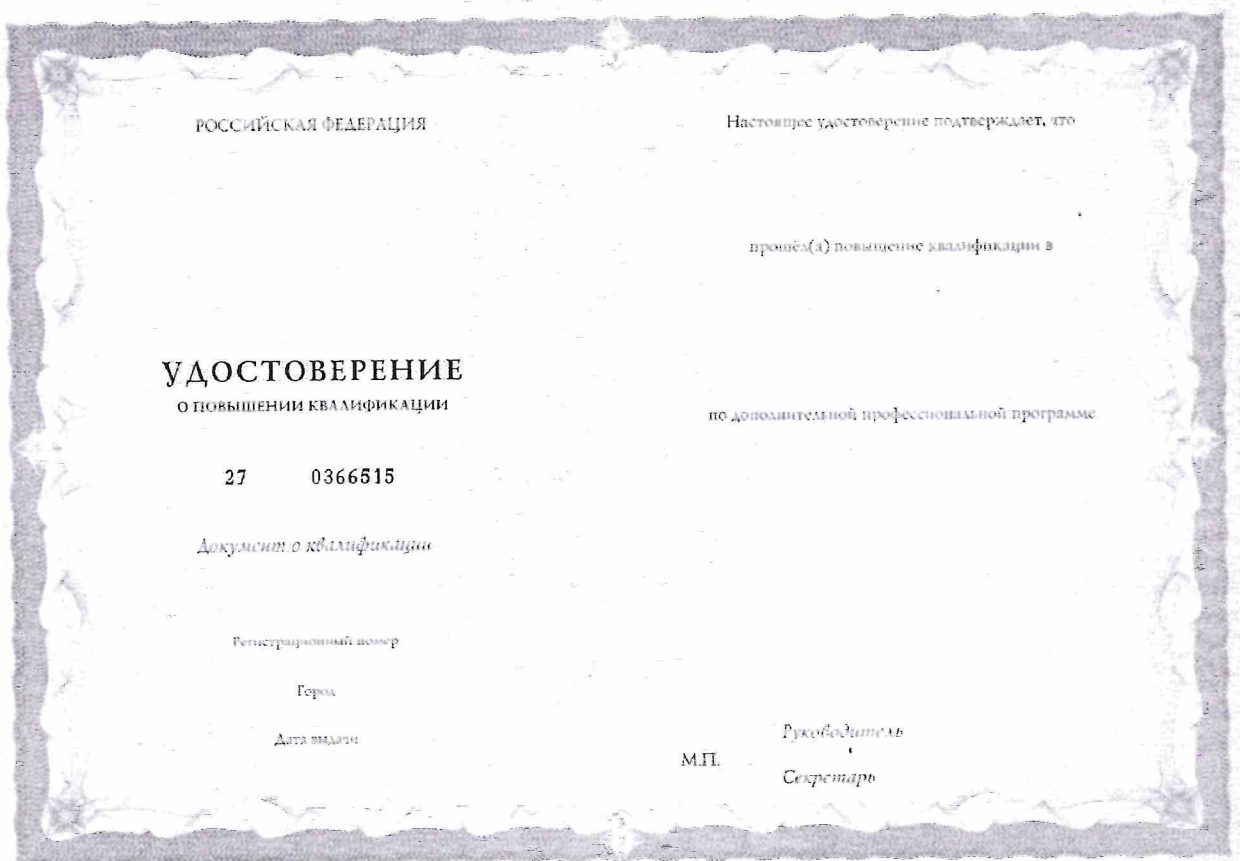 РОССИЙСКАЯ ФЕДЕРАЦИЯ
УДОСТОВЕРЕНИЕ
О ПОВЫШЕНИИ КВАЛИФИКАЦИИ
27 0366515
Документ о квалификации
Регистрационный номер
Город
Дата выдачи
Настоящее удостоверение подтверждает, что
прошёл(а) повышение квалификации в
по дополнительной профессиональной программе
Руководитель
М.П.
Секретарь